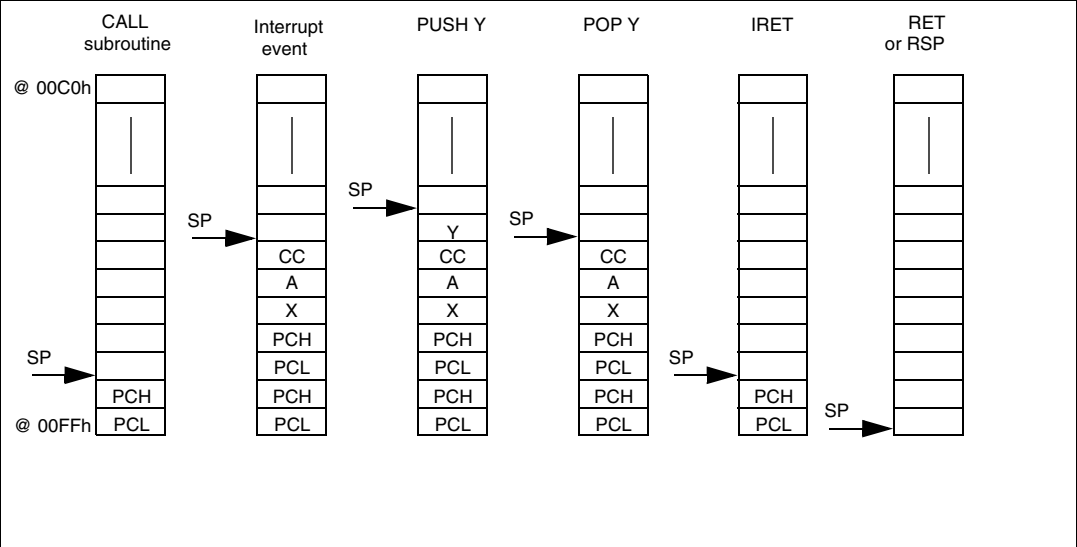 CALL
subroutine
Interrupt
event
PUSH Y
POP Y
IRET
RET
or RSP
@ 00C0h
SP
SP
SP
Y
CC
CC
CC
A
A
A
X
X
X
PCH
PCH
PCH
SP
SP
PCL
PCL
PCL
PCH
PCH
PCH
PCH
PCH
SP
@ 00FFh
PCL
PCL
PCL
PCL
PCL